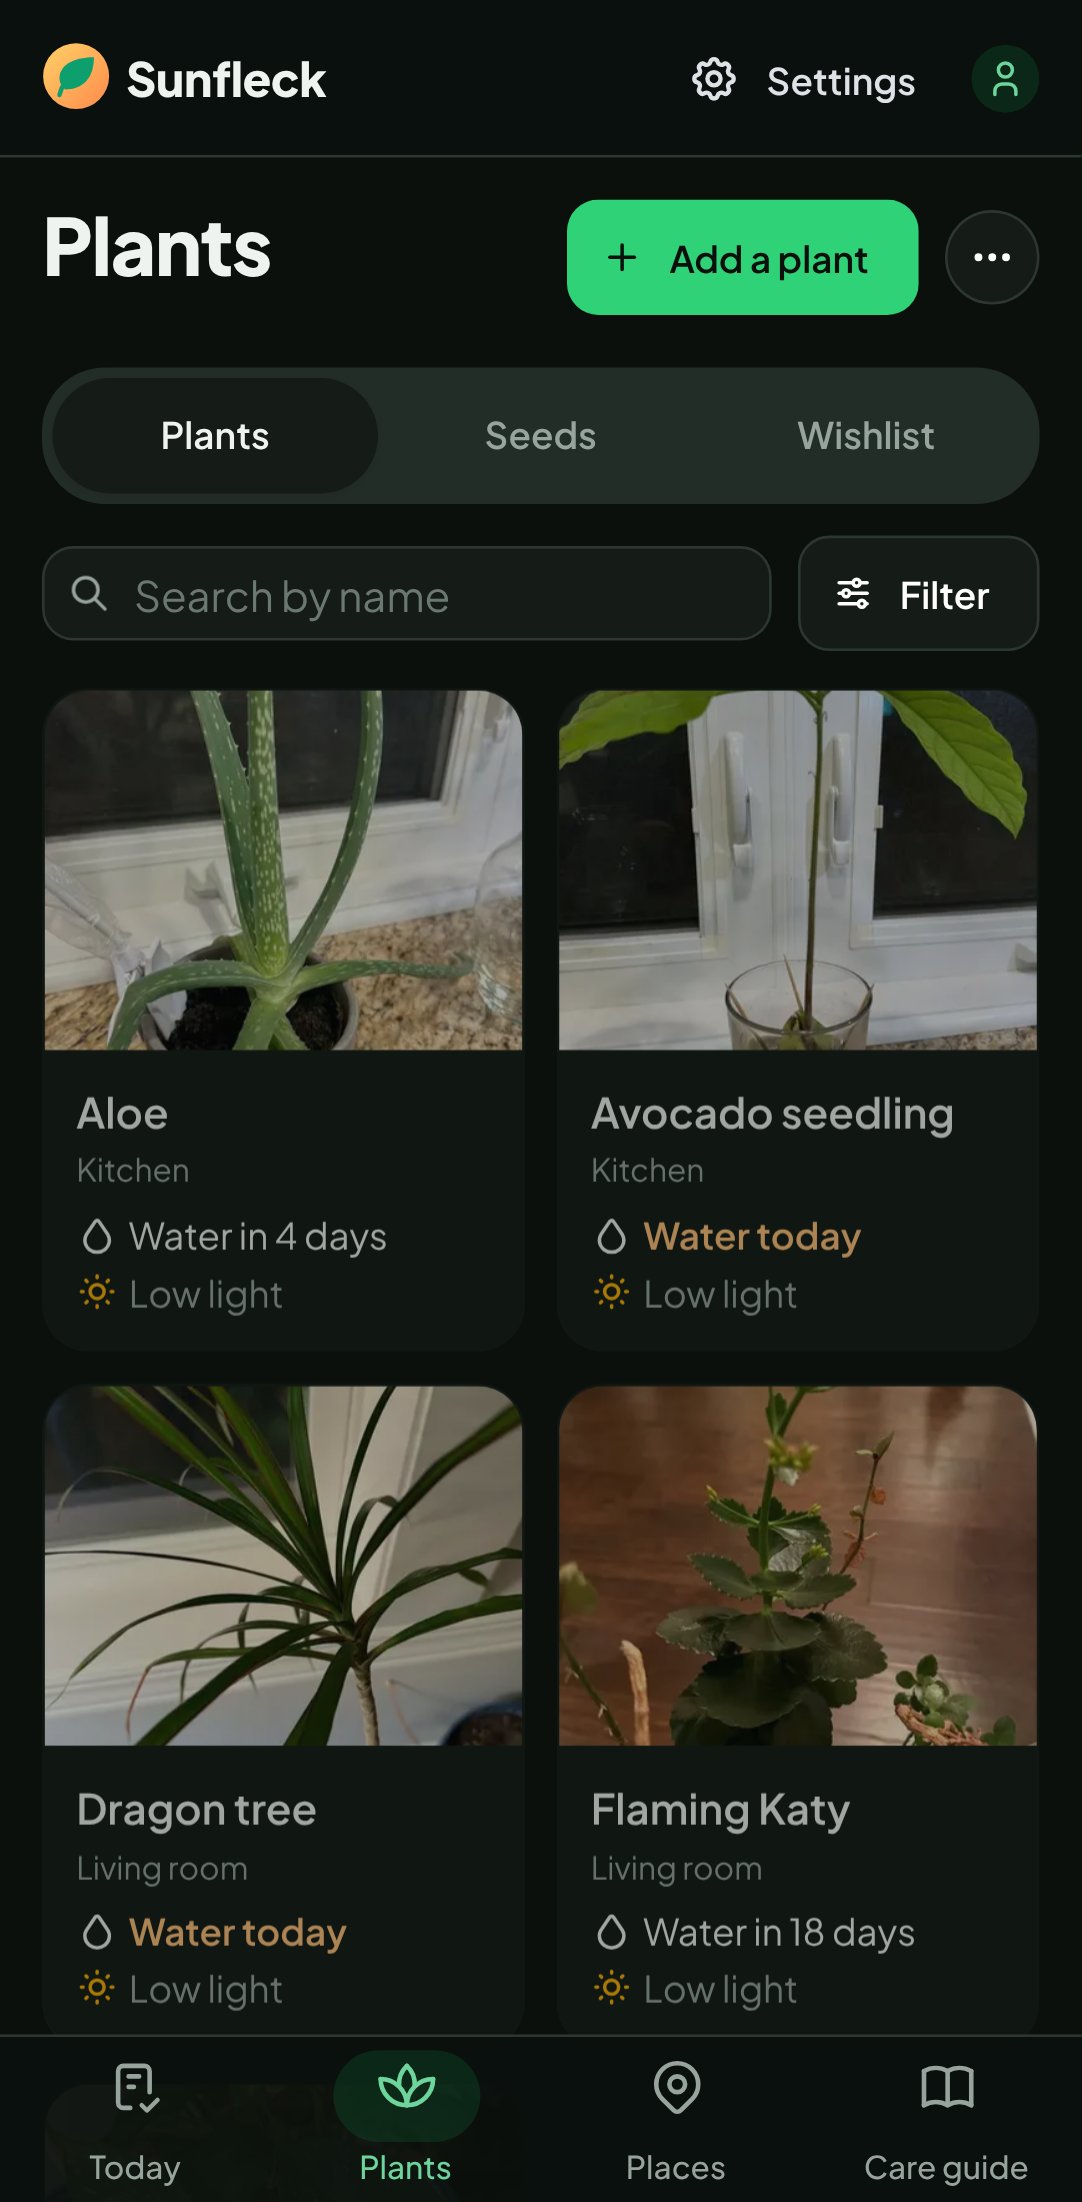 Sunfleck
Settings
Plants
Add a plant
Plants
Seeds
Wishlist
Search by name
Filter
Aloe
Kitchen
Water in 4 days
Low light
Avocado seedling
Kitchen
Water today
Low light
Dragon tree
Living room
Water today
Low light
Flaming Katy
Living room
Water in 18 days
Low light
Today
Plants
Places
Care guide